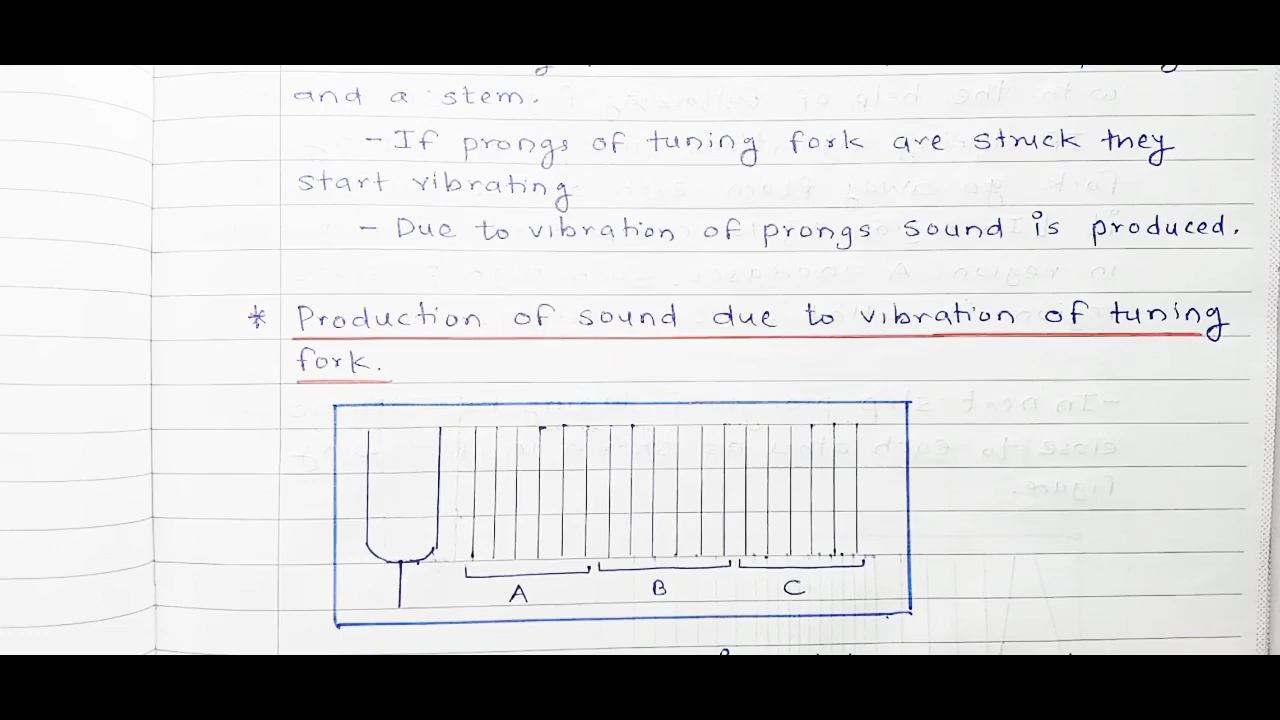 and a stem.
- If prongs of tuning fork are struck they
start vibrating
- Due to vibration of prongs sound is produced.
* Production of sound due to vibration of tuning
fork.
A B C